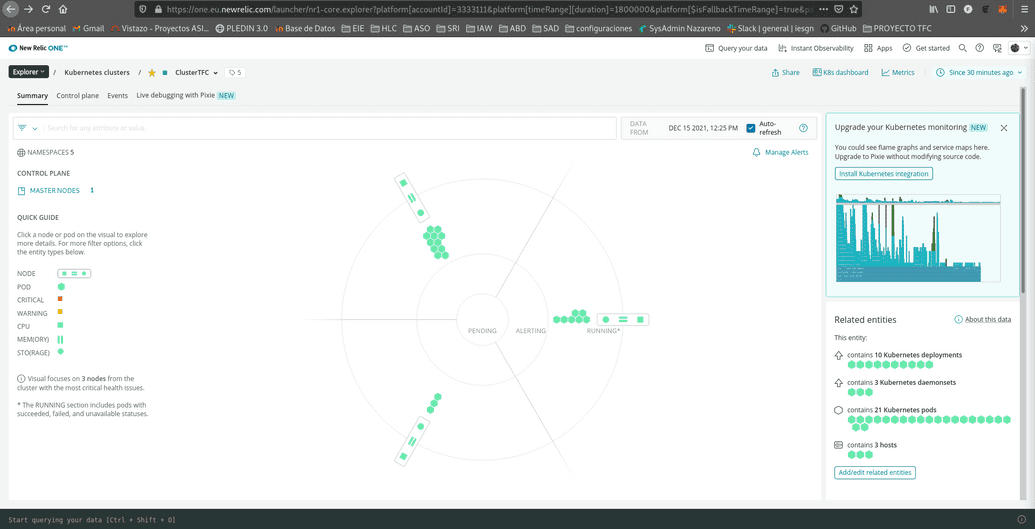 https://one.eu.newrelic.com/launcher/nr1-core.explorer?platform[accountId]=3333111&platform[timeRange][duration]=1800000&platform[$isFallbackTimeRange]=true&p
Área personal Gmail Vistazo - Proyectos ASI... PLEDIN 3.0 Base de Datos EIE HLC ASO SRI IAW ABD SAD configuraciones SysAdmin Nazareno Slack | general | iesgn GitHub PROYECTO TFC
New Relic ONE™ Query your data Instant Observability Apps Get started
Explorer / Kubernetes clusters / ClusterTFC 5 Share K8s dashboard Metrics Since 30 minutes ago
Summary Control plane Events Live debugging with Pixie NEW
Search for any attribute or value.
DATA FROM DEC 15 2021, 12:25 PM Auto-refresh
NAMESPACES 5
Manage Alerts
CONTROL PLANE
MASTER NODES 1
QUICK GUIDE
Click a node or pod on the visual to explore
more details. For more filter options, click
the entity types below.
NODE
POD
CRITICAL
WARNING
CPU
MEM(ORY)
STO(RAGE)
Visual focuses on 3 nodes from the
cluster with the most critical health issues.
* The RUNNING section includes pods with
succeeded, failed, and unavailable statuses.
PENDING ALERTING RUNNING*
Upgrade your Kubernetes monitoring NEW
You could see flame graphs and service maps here.
Upgrade to Pixie without modifying source code.
Install Kubernetes integration
Related entities About this data
This entity:
contains 10 Kubernetes deployments
contains 3 Kubernetes daemonsets
contains 21 Kubernetes pods
contains 3 hosts
Add/edit related entities
Start querying your data [Ctrl + Shift + O]